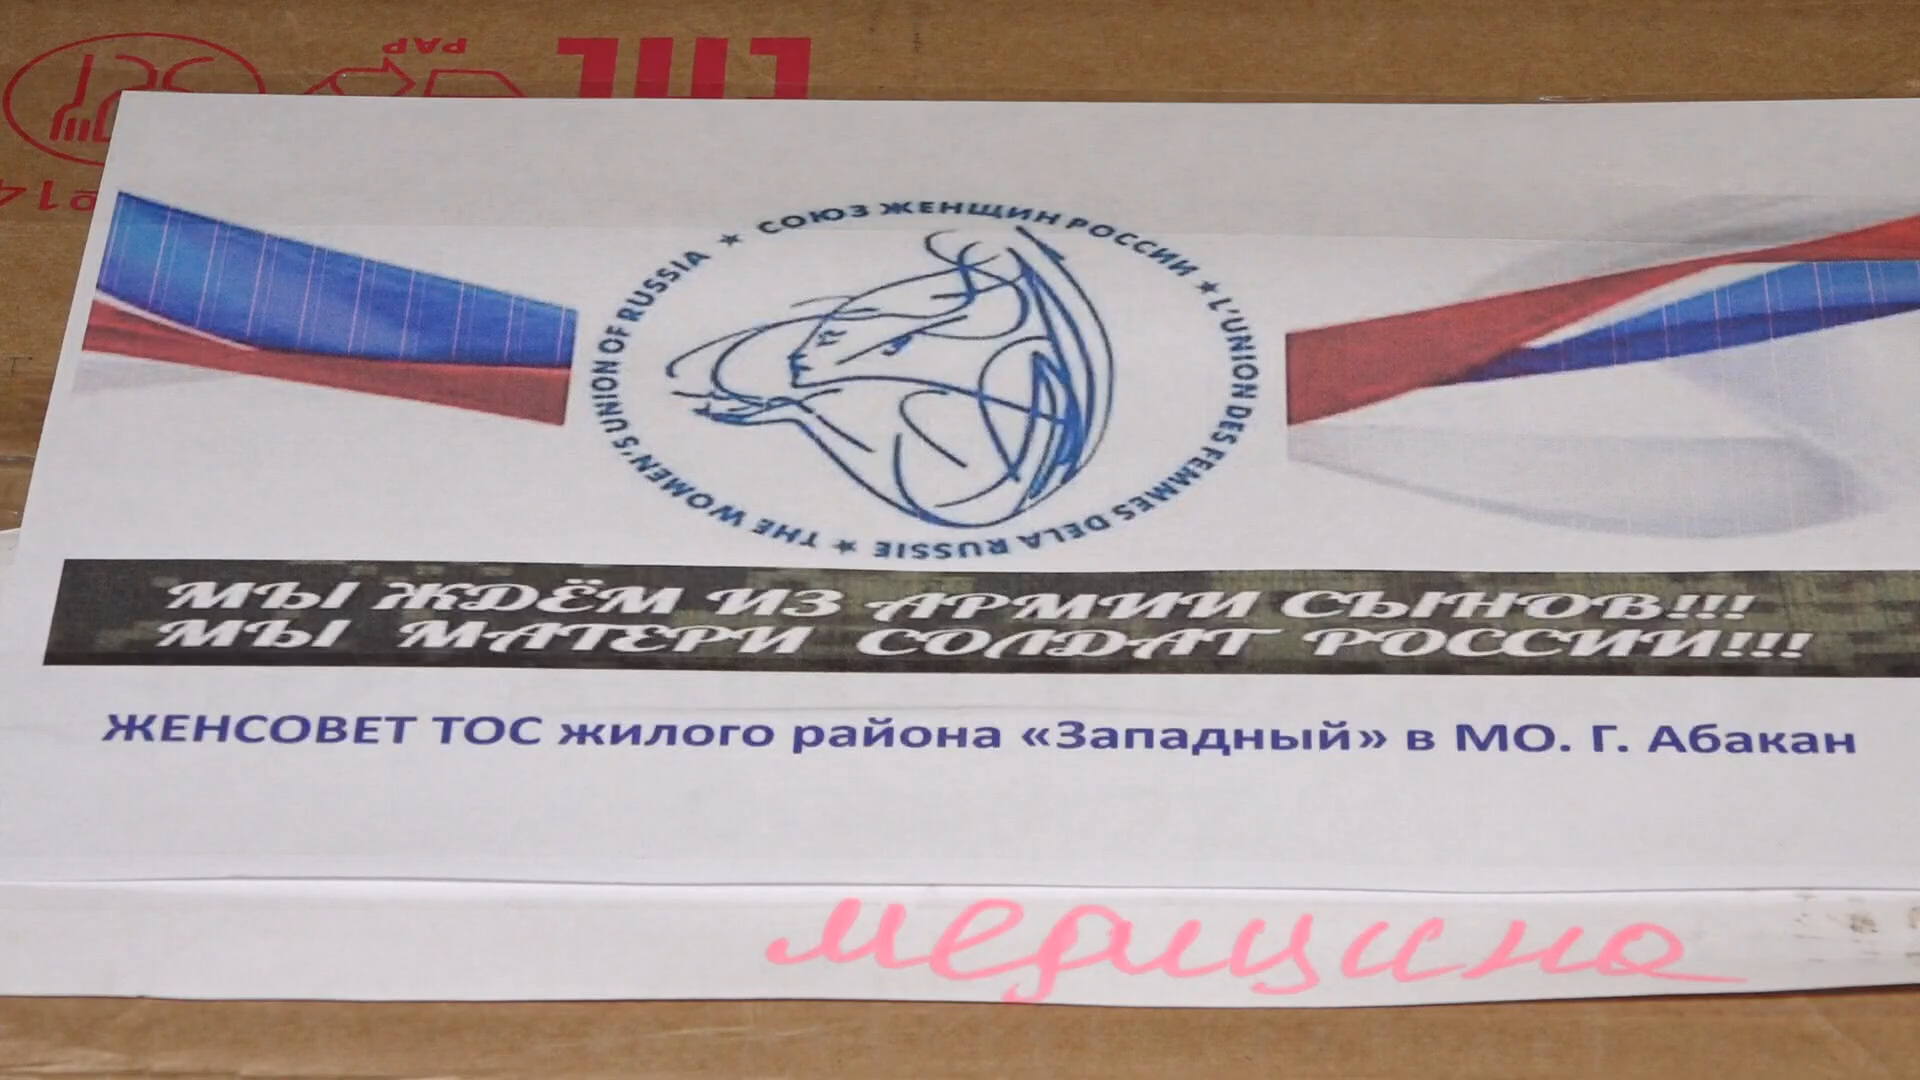 PAP
СОЮЗ ЖЕНЩИН РОССИИ ★ L'UNION DES FEMMES DELA RUSSIE ★ THE WOMEN'S UNION OF RUSSIA ★
МЫ ЖДЁМ ИЗ АРМИИ СЫНОВ!!!
МЫ МАТЕРИ СОЛДАТ РОССИИ!!!
ЖЕНСОВЕТ ТОС жилого района «Западный» в МО. Г. Абакан
медицина